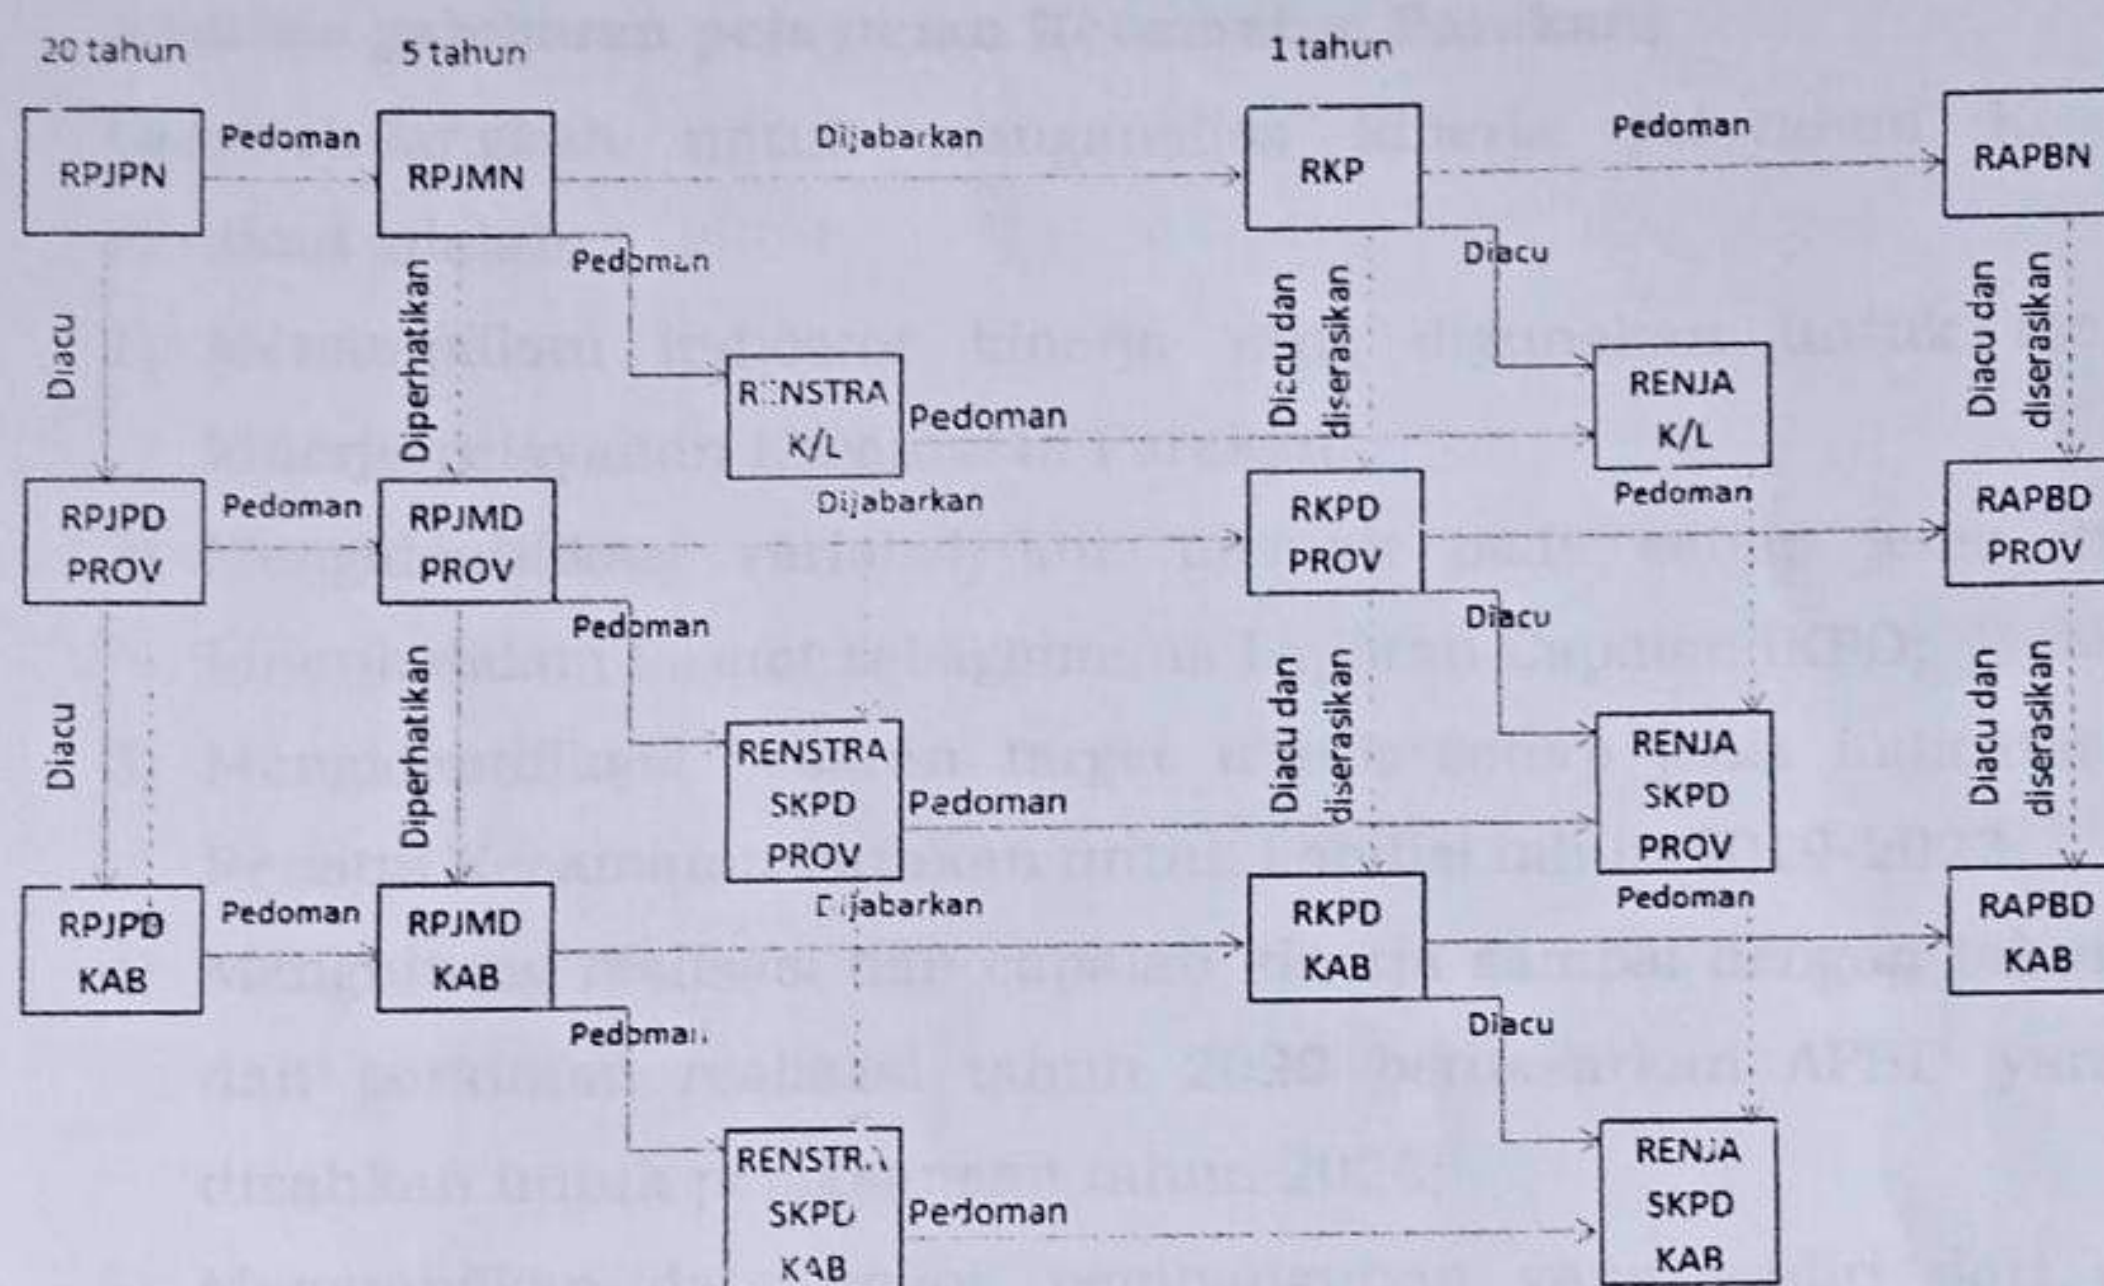 20 tahun
5 tahun
1 tahun
RPJPN
Pedoman
RPJMN
Dijabarkan
RKP
Pedoman
RAPBN
Diacu
Diperhatikan
Pedoman
Diacu dan
diserasikan
Diacu
Diacu dan
diserasikan
RENSTRA
K/L
Pedoman
RENJA
K/L
RPJPD
PROV
Pedoman
RPJMD
PROV
Dijabarkan
RKPD
PROV
Pedoman
RAPBD
PROV
Diacu
Diperhatikan
Pedoman
Diacu dan
diserasikan
Diacu
Diacu dan
diserasikan
RENSTRA
SKPD
PROV
Pedoman
RENJA
SKPD
PROV
RPJPD
KAB
Pedoman
RPJMD
KAB
Dijabarkan
RKPD
KAB
Pedoman
RAPBD
KAB
Pedoman
Diacu
RENSTRA
SKPD
KAB
Pedoman
RENJA
SKPD
KAB